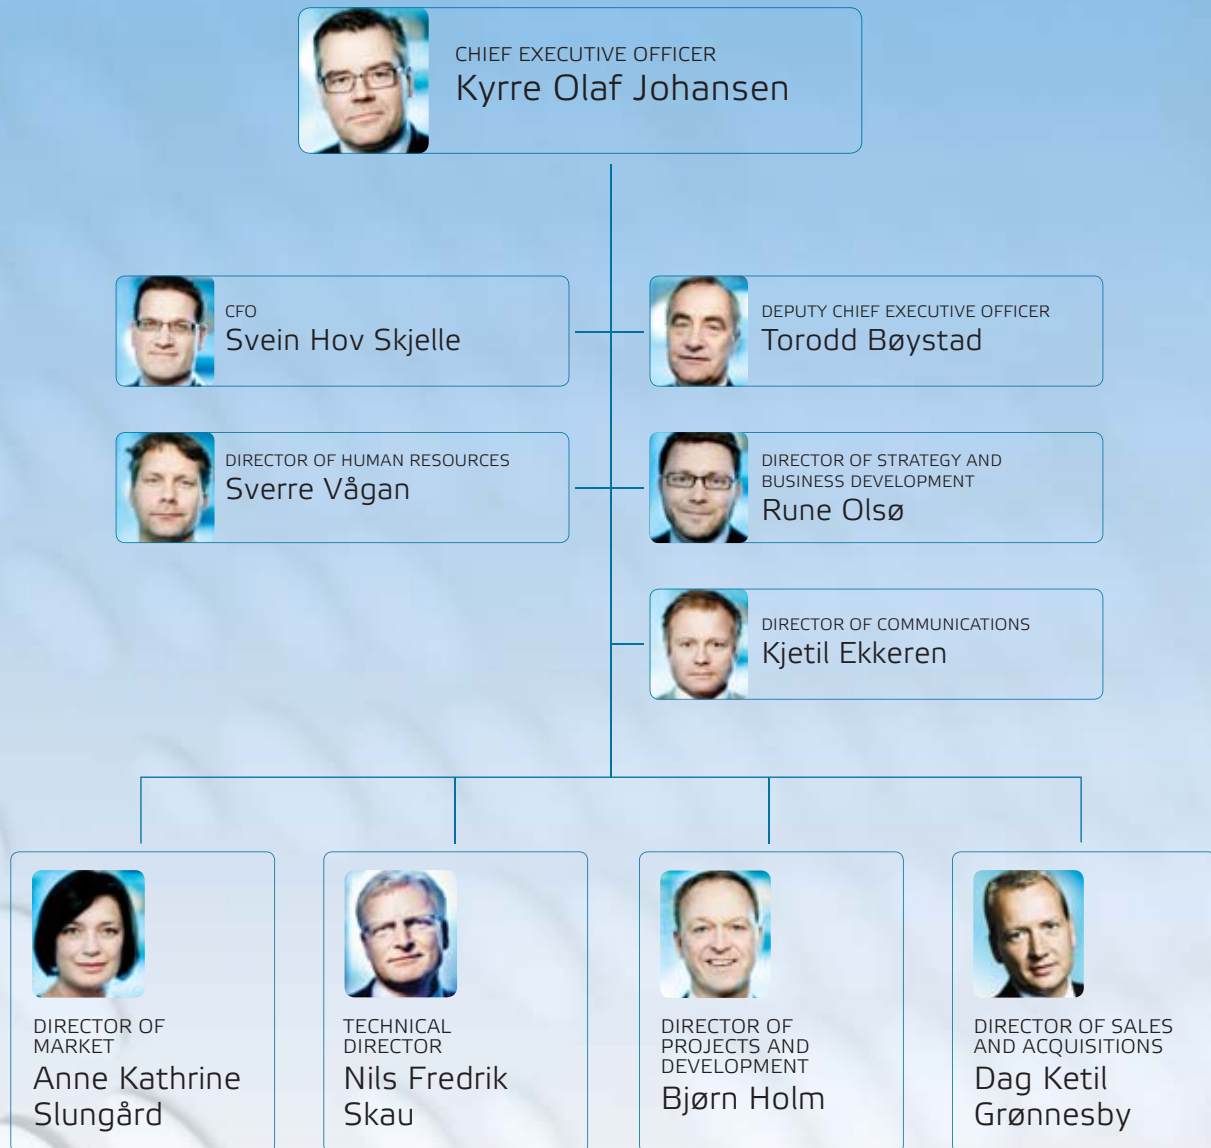 CHIEF EXECUTIVE OFFICER
Kyrre Olaf Johansen
CFO
Svein Hov Skjelle
DEPUTY CHIEF EXECUTIVE OFFICER
Torodd Bøystad
DIRECTOR OF HUMAN RESOURCES
Sverre Vågan
DIRECTOR OF STRATEGY AND
BUSINESS DEVELOPMENT
Rune Olsø
DIRECTOR OF COMMUNICATIONS
Kjetil Ekkeren
DIRECTOR OF
MARKET
Anne Kathrine
Slungård
TECHNICAL
DIRECTOR
Nils Fredrik
Skau
DIRECTOR OF
PROJECTS AND
DEVELOPMENT
Bjørn Holm
DIRECTOR OF SALES
AND ACQUISITIONS
Dag Ketil
Grønnesby